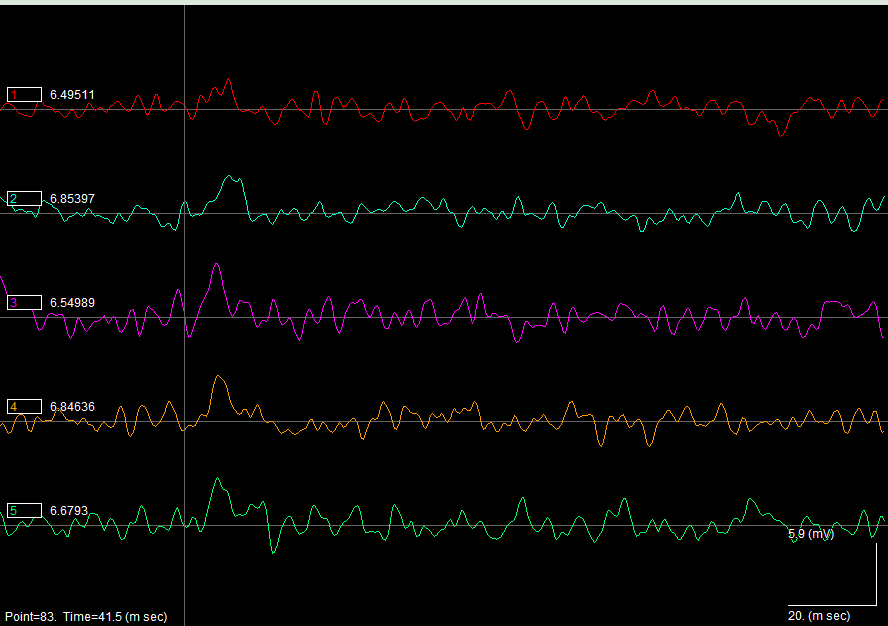 1 6.49511
2 6.85397
3 6.54989
4 6.84636
5 6.6793
5.9 (mV)
Point=83. Time=41.5 (m sec)
20. (m sec)